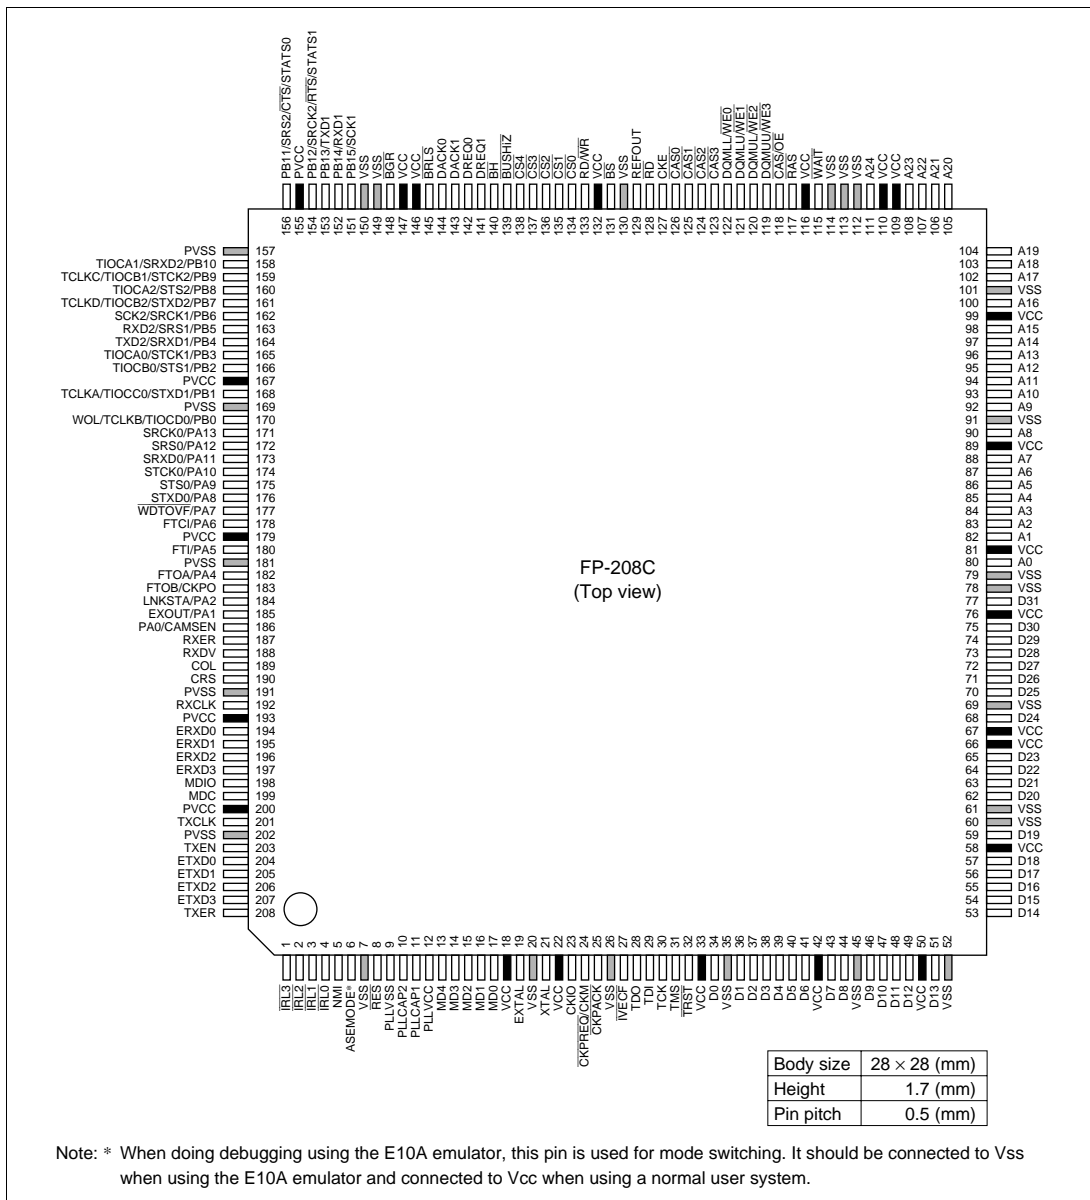 PB11/SRS2/CTS/STATS0
PVCC
PB12/SRCK2/RTS/STATS1
PB13/TXD1
PB14/RXD1
PB15/SCK1
VSS
VSS
BGR
VCC
VCC
BRLS
DACK0
DACK1
DREQ0
DREQ1
BH
BUSHIZ
CS4
CS3
CS2
CS1
CS0
RD/WR
VCC
BS
VSS
REFOUT
RD
CKE
CAS0
CAS1
CAS2
CAS3
DQMLL/WE0
DQMLU/WE1
DQMUL/WE2
DQMUU/WE3
CAS/OE
RAS
VCC
WAIT
VSS
VSS
VSS
A24
VCC
VCC
A23
A22
A21
A20
156 155 154 153 152 151 150 149 148 147 146 145 144 143 142 141 140 139 138 137 136 135 134 133 132 131 130 129 128 127 126 125 124 123 122 121 120 119 118 117 116 115 114 113 112 111 110 109 108 107 106 105
PVSS 157
TIOCA1/SRXD2/PB10 158
TCLKC/TIOCB1/STCK2/PB9 159
TIOCA2/STS2/PB8 160
TCLKD/TIOCB2/STXD2/PB7 161
SCK2/SRCK1/PB6 162
RXD2/SRS1/PB5 163
TXD2/SRXD1/PB4 164
TIOCA0/STCK1/PB3 165
TIOCB0/STS1/PB2 166
PVCC 167
TCLKA/TIOCC0/STXD1/PB1 168
PVSS 169
WOL/TCLKB/TIOCD0/PB0 170
SRCK0/PA13 171
SRS0/PA12 172
SRXD0/PA11 173
STCK0/PA10 174
STS0/PA9 175
STXD0/PA8 176
WDTOVF/PA7 177
FTCI/PA6 178
PVCC 179
FTI/PA5 180
PVSS 181
FTOA/PA4 182
FTOB/CKPO 183
LNKSTA/PA2 184
EXOUT/PA1 185
PA0/CAMSEN 186
RXER 187
RXDV 188
COL 189
CRS 190
PVSS 191
RXCLK 192
PVCC 193
ERXD0 194
ERXD1 195
ERXD2 196
ERXD3 197
MDIO 198
MDC 199
PVCC 200
TXCLK 201
PVSS 202
TXEN 203
ETXD0 204
ETXD1 205
ETXD2 206
ETXD3 207
TXER 208
FP-208C
(Top view)
104 A19
103 A18
102 A17
101 VSS
100 A16
99 VCC
98 A15
97 A14
96 A13
95 A12
94 A11
93 A10
92 A9
91 VSS
90 A8
89 VCC
88 A7
87 A6
86 A5
85 A4
84 A3
83 A2
82 A1
81 VCC
80 A0
79 VSS
78 VSS
77 D31
76 VCC
75 D30
74 D29
73 D28
72 D27
71 D26
70 D25
69 VSS
68 D24
67 VCC
66 VCC
65 D23
64 D22
63 D21
62 D20
61 VSS
60 VSS
59 D19
58 VCC
57 D18
56 D17
55 D16
54 D15
53 D14
1 2 3 4 5 6 7 8 9 10 11 12 13 14 15 16 17 18 19 20 21 22 23 24 25 26 27 28 29 30 31 32 33 34 35 36 37 38 39 40 41 42 43 44 45 46 47 48 49 50 51 52
IRL3
IRL2
IRL1
IRL0
NMI
ASEMODE*
VSS
RES
PLLVSS
PLLCAP2
PLLCAP1
PLLVCC
MD4
MD3
MD2
MD1
MD0
VCC
EXTAL
VSS
XTAL
VCC
CKIO
CKPREQ/CKM
CKPACK
VSS
IVECF
TDO
TDI
TCK
TMS
TRST
VCC
D0
VSS
D1
D2
D3
D4
D5
D6
VCC
D7
D8
VSS
D9
D10
D11
D12
VCC
D13
VSS
Body size 28 × 28 (mm)
Height 1.7 (mm)
Pin pitch 0.5 (mm)
Note: * When doing debugging using the E10A emulator, this pin is used for mode switching. It should be connected to Vss
when using the E10A emulator and connected to Vcc when using a normal user system.